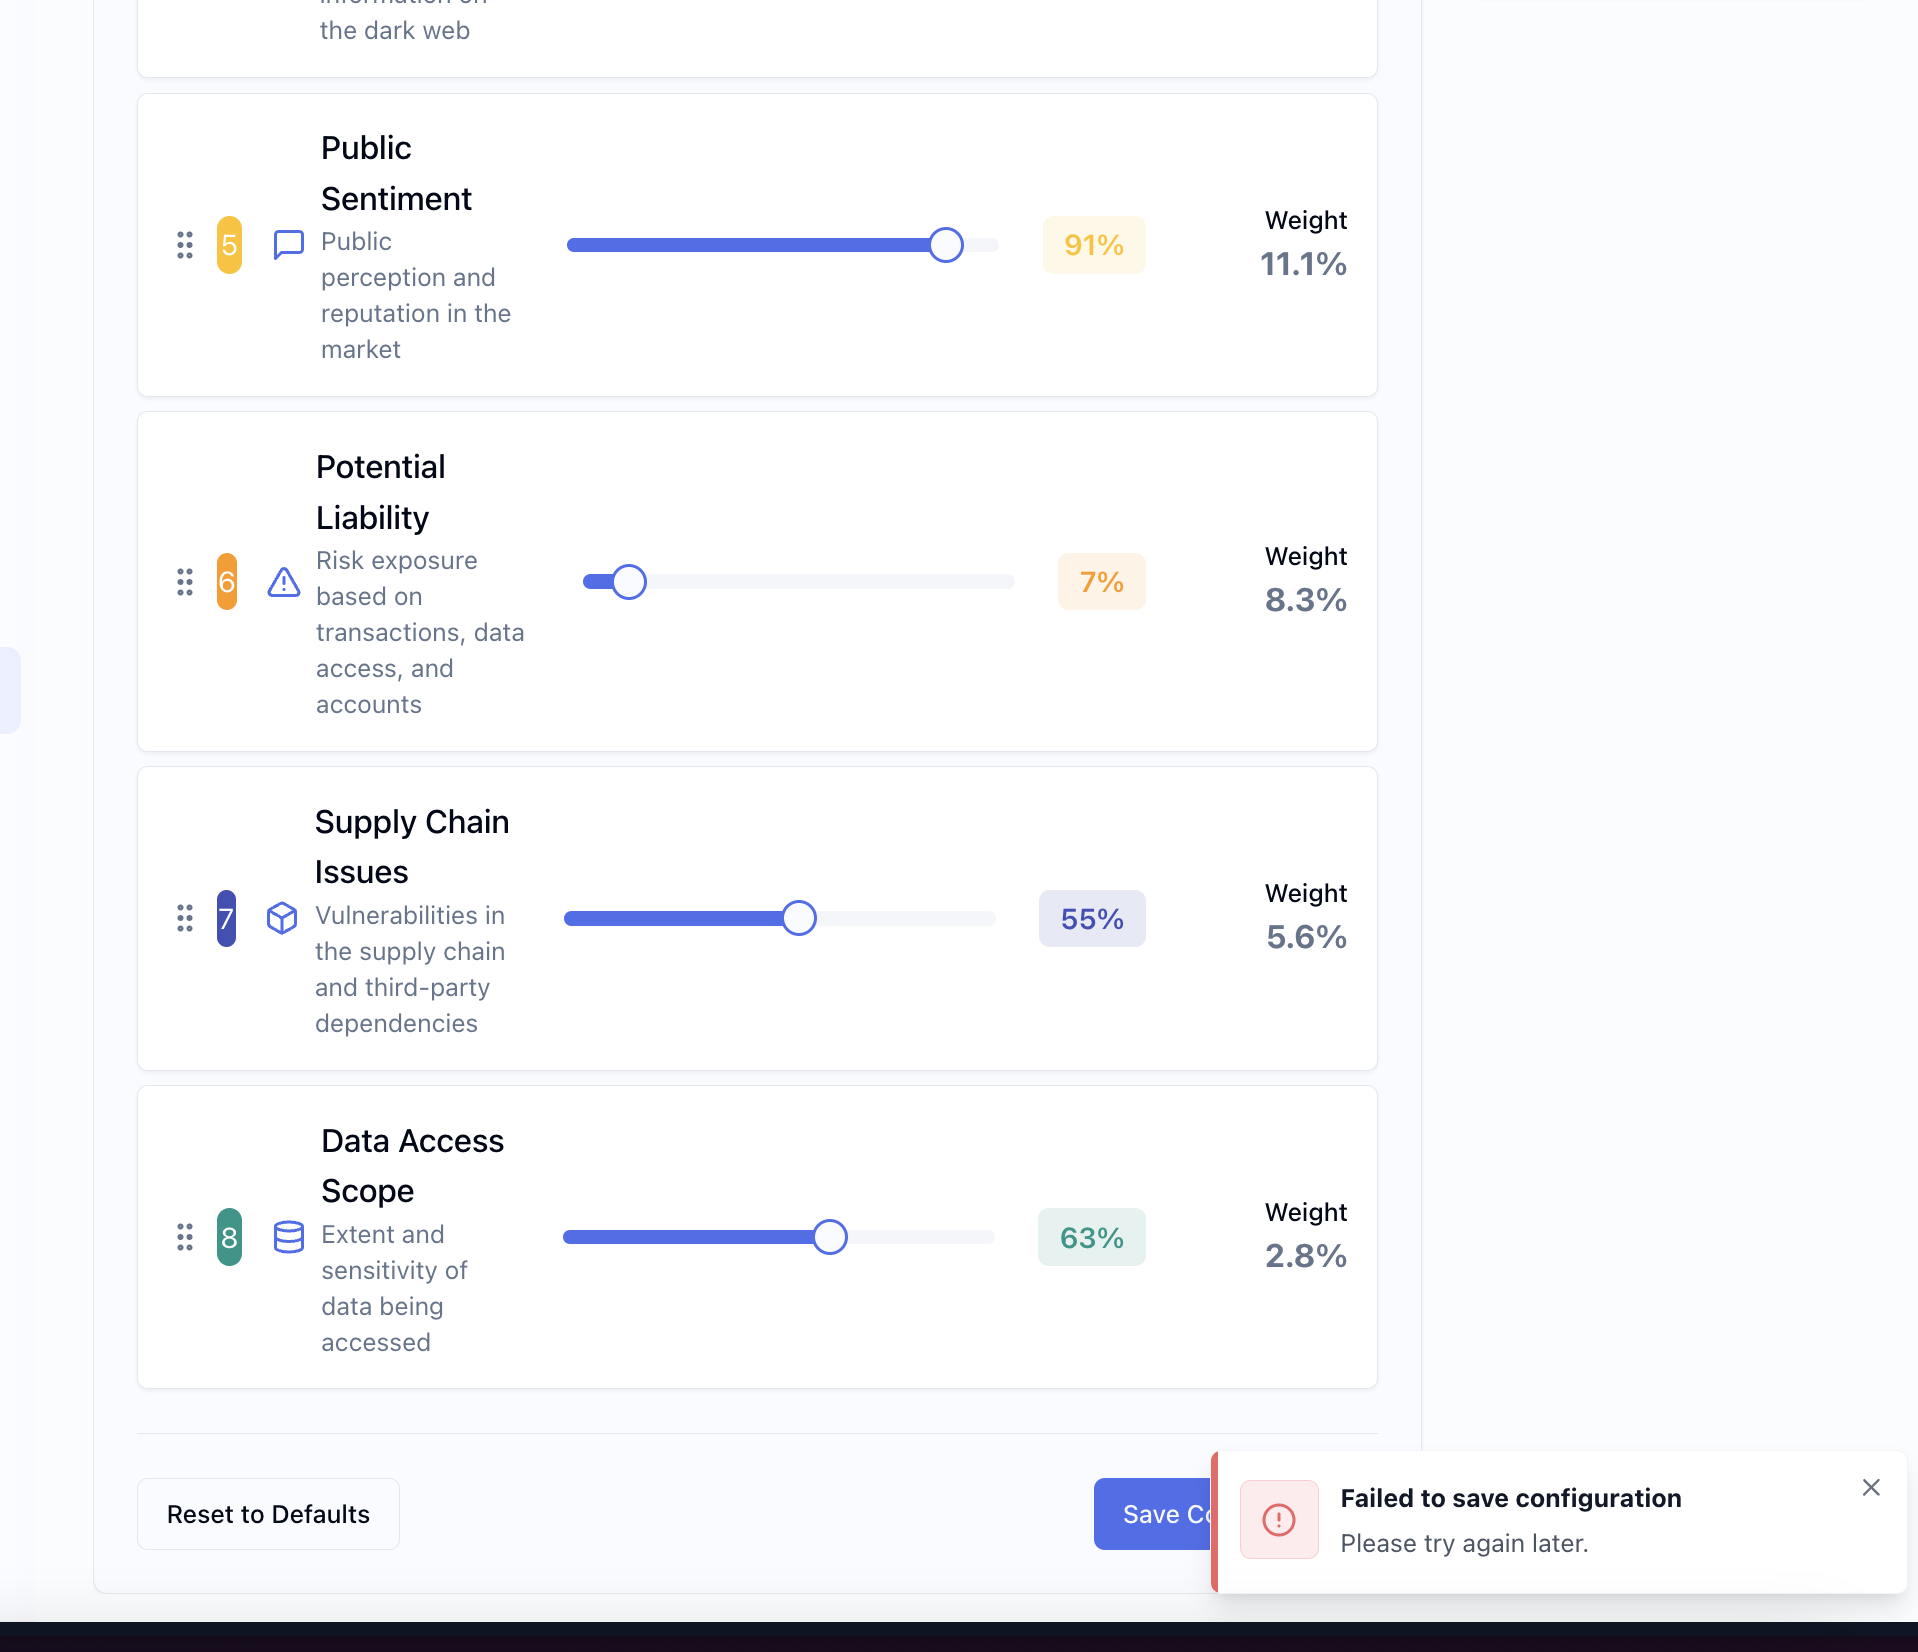 the dark web
Public
Sentiment
5
Public
perception and
reputation in the
market
91%
Weight
11.1%
Potential
Liability
6
Risk exposure
based on
transactions, data
access, and
accounts
7%
Weight
8.3%
Supply Chain
Issues
7
Vulnerabilities in
the supply chain
and third-party
dependencies
55%
Weight
5.6%
Data Access
Scope
8
Extent and
sensitivity of
data being
accessed
63%
Weight
2.8%
Reset to Defaults
Save
Failed to save configuration
Please try again later.